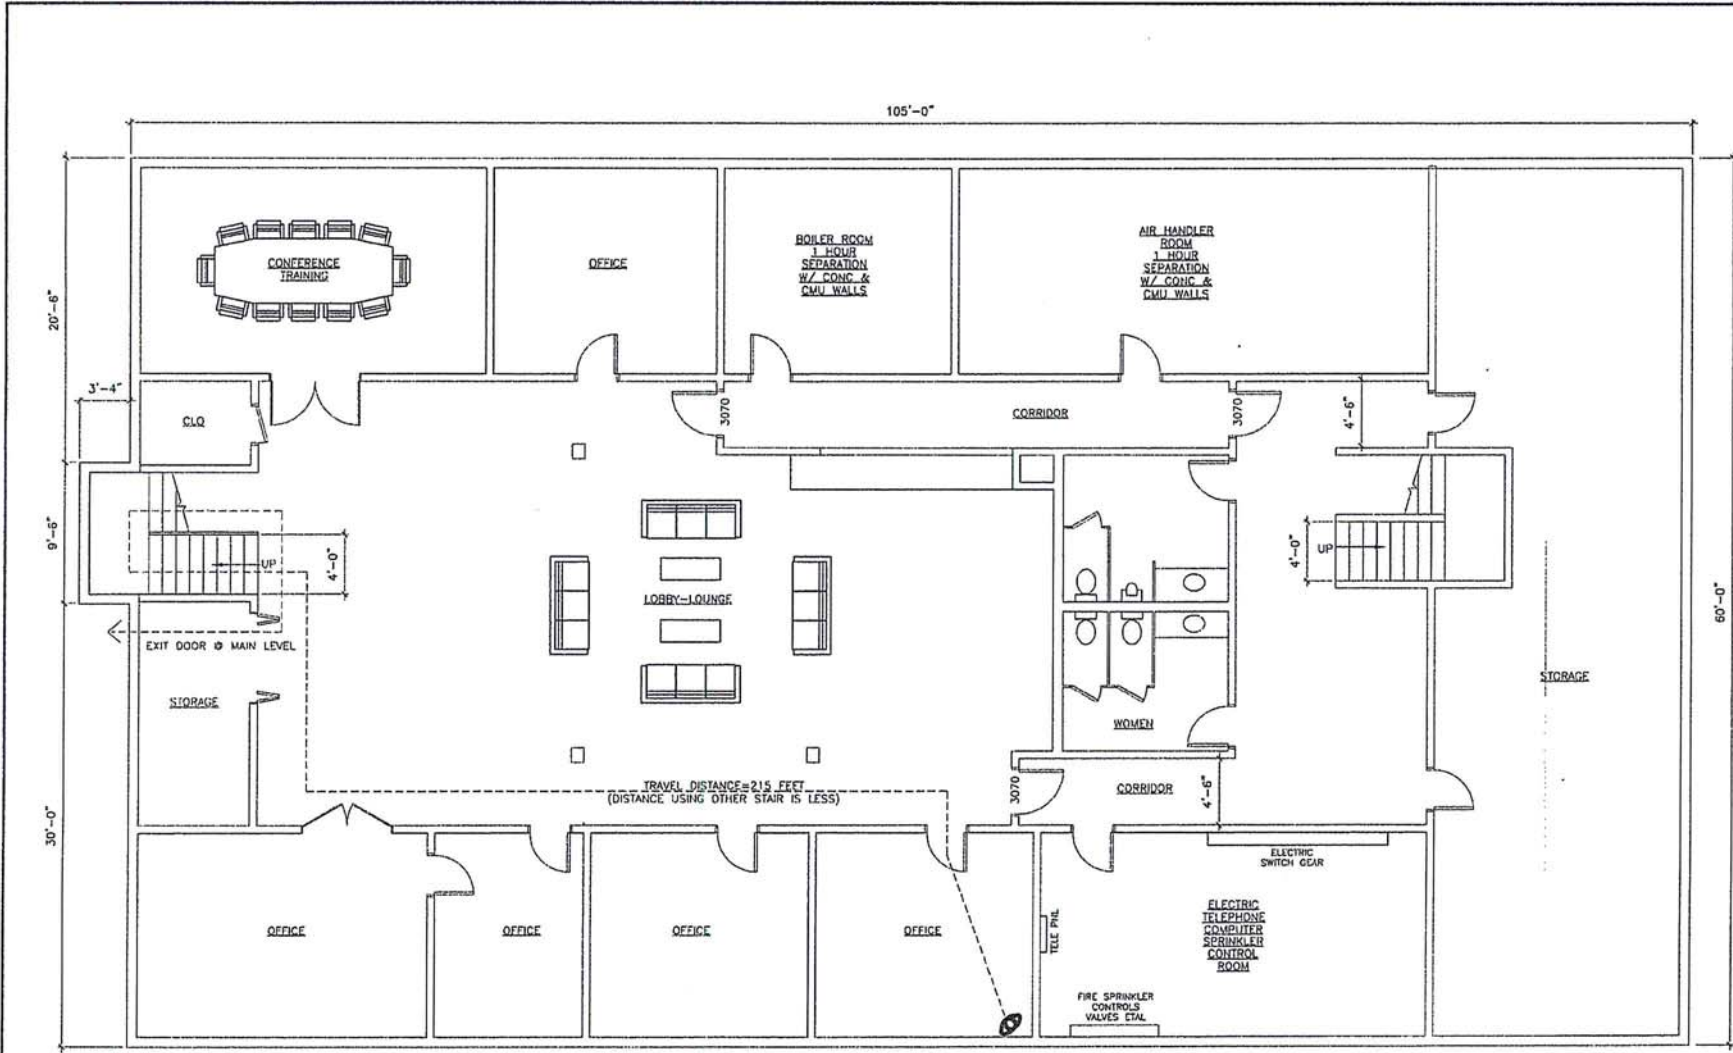 105'-0"
20'-6"
3'-4"
9'-6"
30'-0"
60'-0"
CONFERENCE
TRAINING
OFFICE
BOILER ROOM
1 HOUR
SEPARATION
W/ CONC &
CMU WALLS
AIR HANDLER
ROOM
1 HOUR
SEPARATION
W/ CONC &
CMU WALLS
CLO
3070
CORRIDOR
3070
4'-6"
UP
4'-0"
LOBBY-LOUNGE
4'-0"
UP
EXIT DOOR @ MAIN LEVEL
STORAGE
WOMEN
STORAGE
TRAVEL DISTANCE=215 FEET
(DISTANCE USING OTHER STAIR IS LESS)
3070
CORRIDOR
4'-6"
ELECTRIC
SWITCH GEAR
OFFICE
OFFICE
OFFICE
OFFICE
TELE PNL
ELECTRIC
TELEPHONE
COMPUTER
SPRINKLER
CONTROL
ROOM
FIRE SPRINKLER
CONTROLS
VALVES ETAL